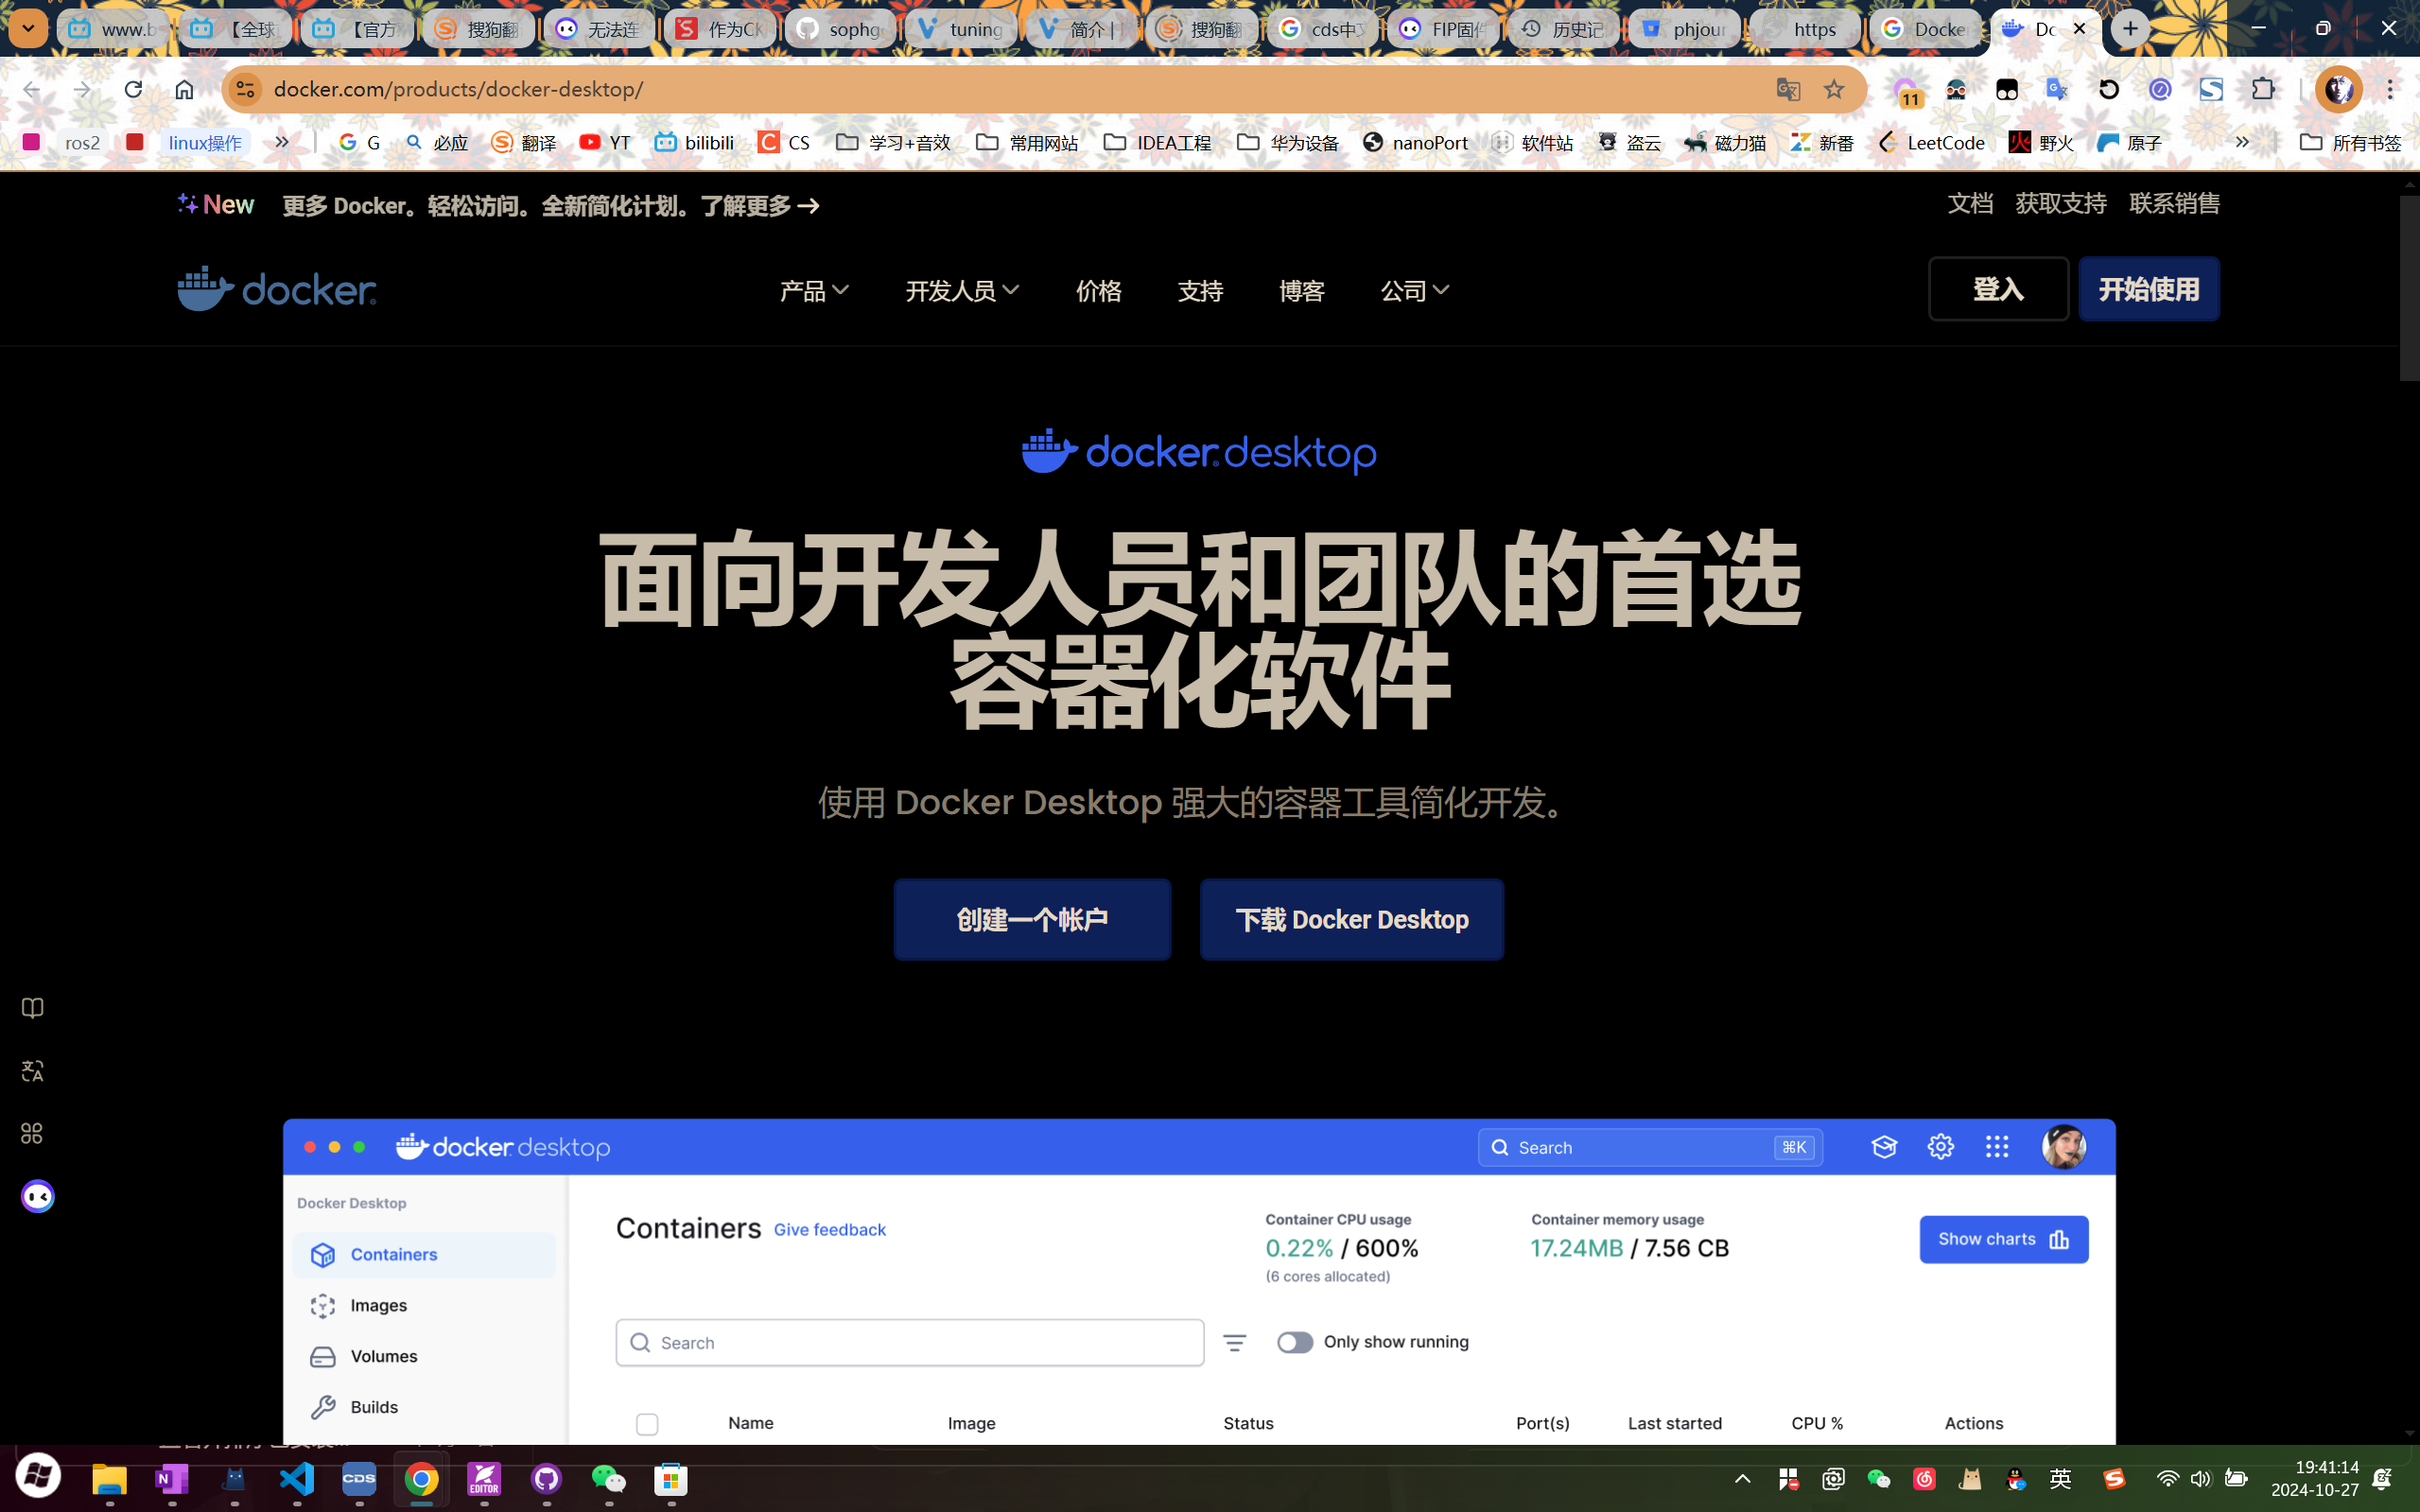 www.b
【全球
【官方
搜狗翻
无法连
作为CK
sophg
tuning
简介 |
搜狗翻
cds中文
FIP固件
历史记
phjour
https
Docke
Do
docker.com/products/docker-desktop/
11
ros2
linux操作
G
必应
翻译
YT
bilibili
CS
学习+音效
常用网站
IDEA工程
华为设备
nanoPort
软件站
盗云
磁力猫
新番
LeetCode
野火
原子
所有书签
New
更多 Docker。轻松访问。全新简化计划。了解更多
文档
获取支持
联系销售
docker
产品
开发人员
价格
支持
博客
公司
登入
开始使用
docker desktop
面向开发人员和团队的首选
容器化软件
使用 Docker Desktop 强大的容器工具简化开发。
创建一个帐户
下载 Docker Desktop
docker desktop
Search
⌘K
Docker Desktop
Containers
Give feedback
Container CPU usage
Container memory usage
0.22% / 600%
17.24MB / 7.56 CB
(6 cores allocated)
Show charts
Containers
Images
Volumes
Builds
Search
Only show running
Name
Image
Status
Port(s)
Last started
CPU %
Actions
CDS
EDITOR
英
19:41:14
2024-10-27